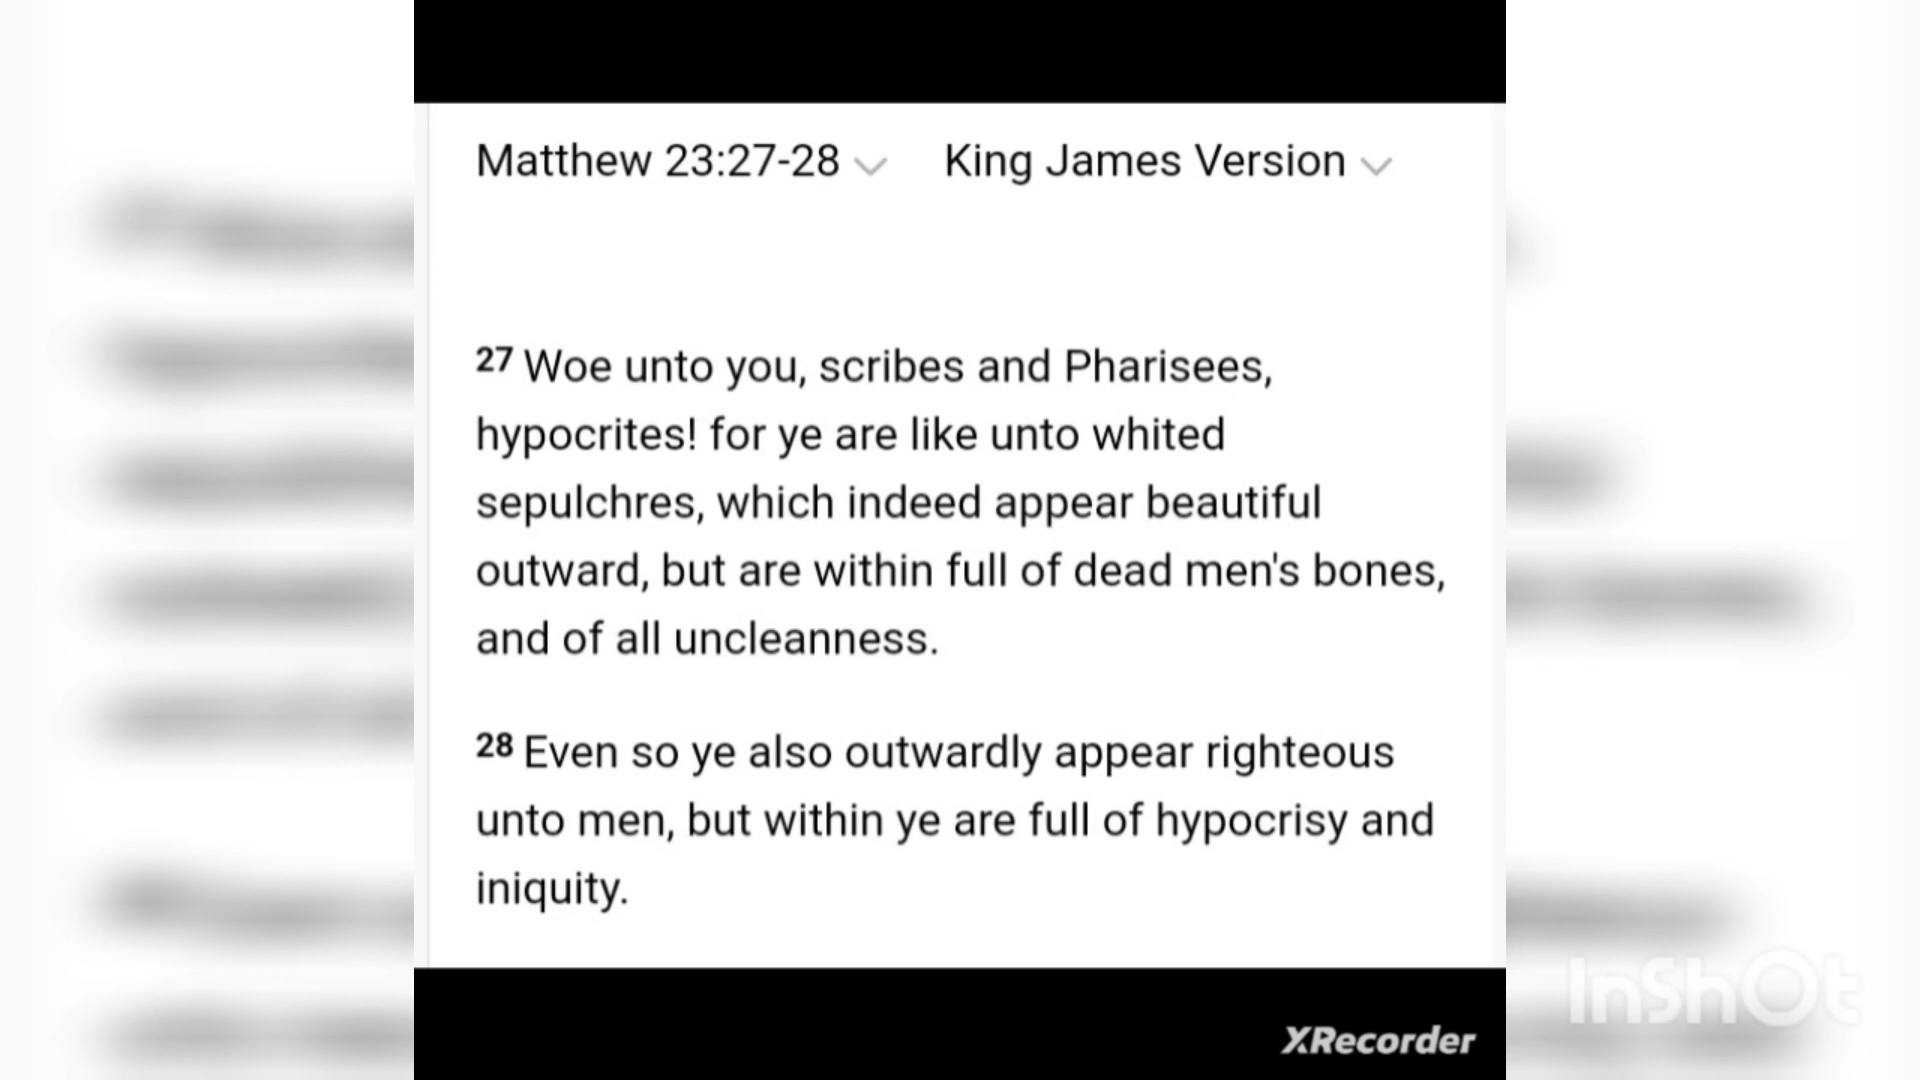 Matthew 23:27-28 King James Version
27 Woe unto you, scribes and Pharisees,
hypocrites! for ye are like unto whited
sepulchres, which indeed appear beautiful
outward, but are within full of dead men's bones,
and of all uncleanness.
28 Even so ye also outwardly appear righteous
unto men, but within ye are full of hypocrisy and
iniquity.
InShOt
XRecorder